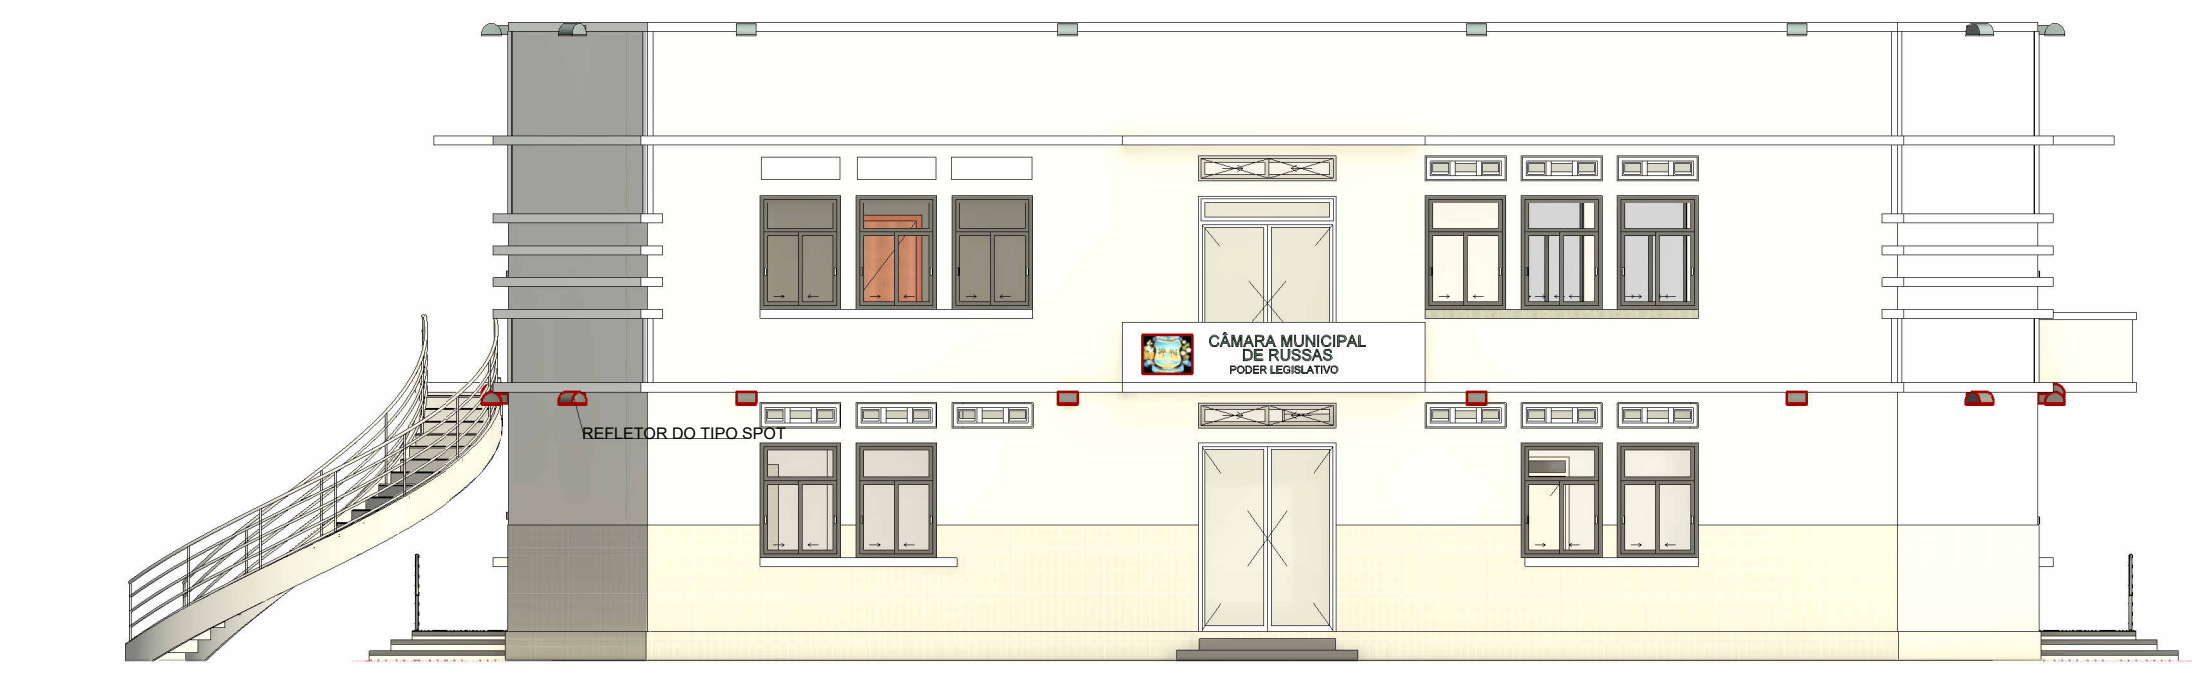 CÂMARA MUNICIPAL
DE RUSSAS
PODER LEGISLATIVO
REFLETOR DO TIPO SPOT